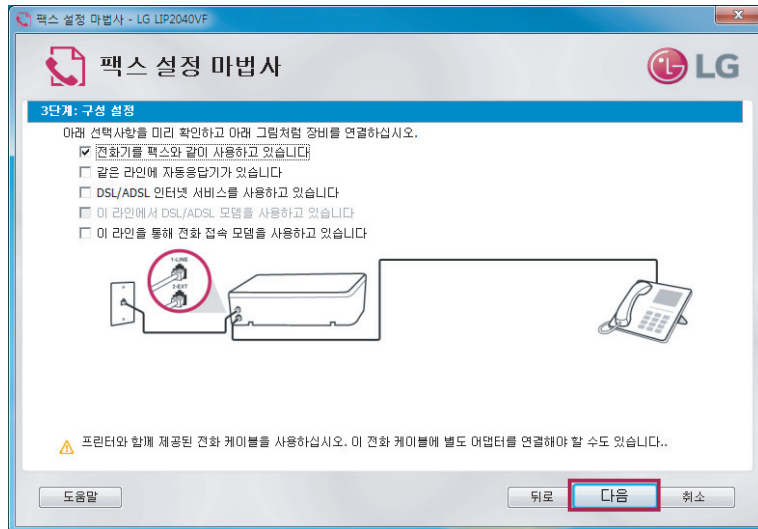 팩스 설정 마법사 - LG LIP2040VF
팩스 설정 마법사
LG
3단계: 구성 설정
아래 선택사항을 미리 확인하고 아래 그림처럼 장비를 연결하십시오.
전화기를 팩스와 같이 사용하고 있습니다
같은 라인에 자동응답기가 있습니다
DSL/ADSL 인터넷 서비스를 사용하고 있습니다
이 라인에서 DSL/ADSL 모뎀을 사용하고 있습니다
이 라인을 통해 전화 접속 모뎀을 사용하고 있습니다
1-LINE
2-EXT
프린터와 함께 제공된 전화 케이블을 사용하십시오. 이 전화 케이블에 별도 어댑터를 연결해야 할 수도 있습니다..
도움말
뒤로
다음
취소